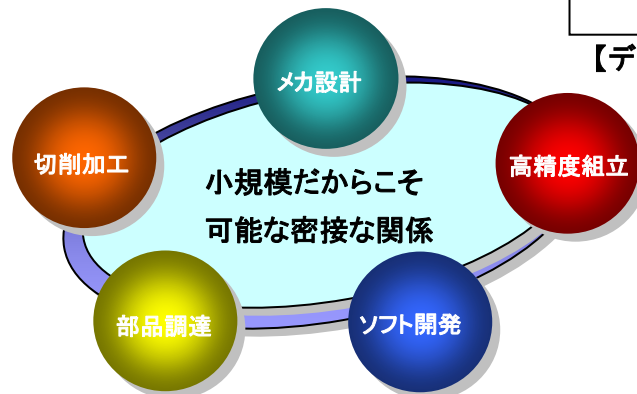 【デ
メカ設計
切削加工
高精度組立
小規模だからこそ
可能な密接な関係
部品調達
ソフト開発